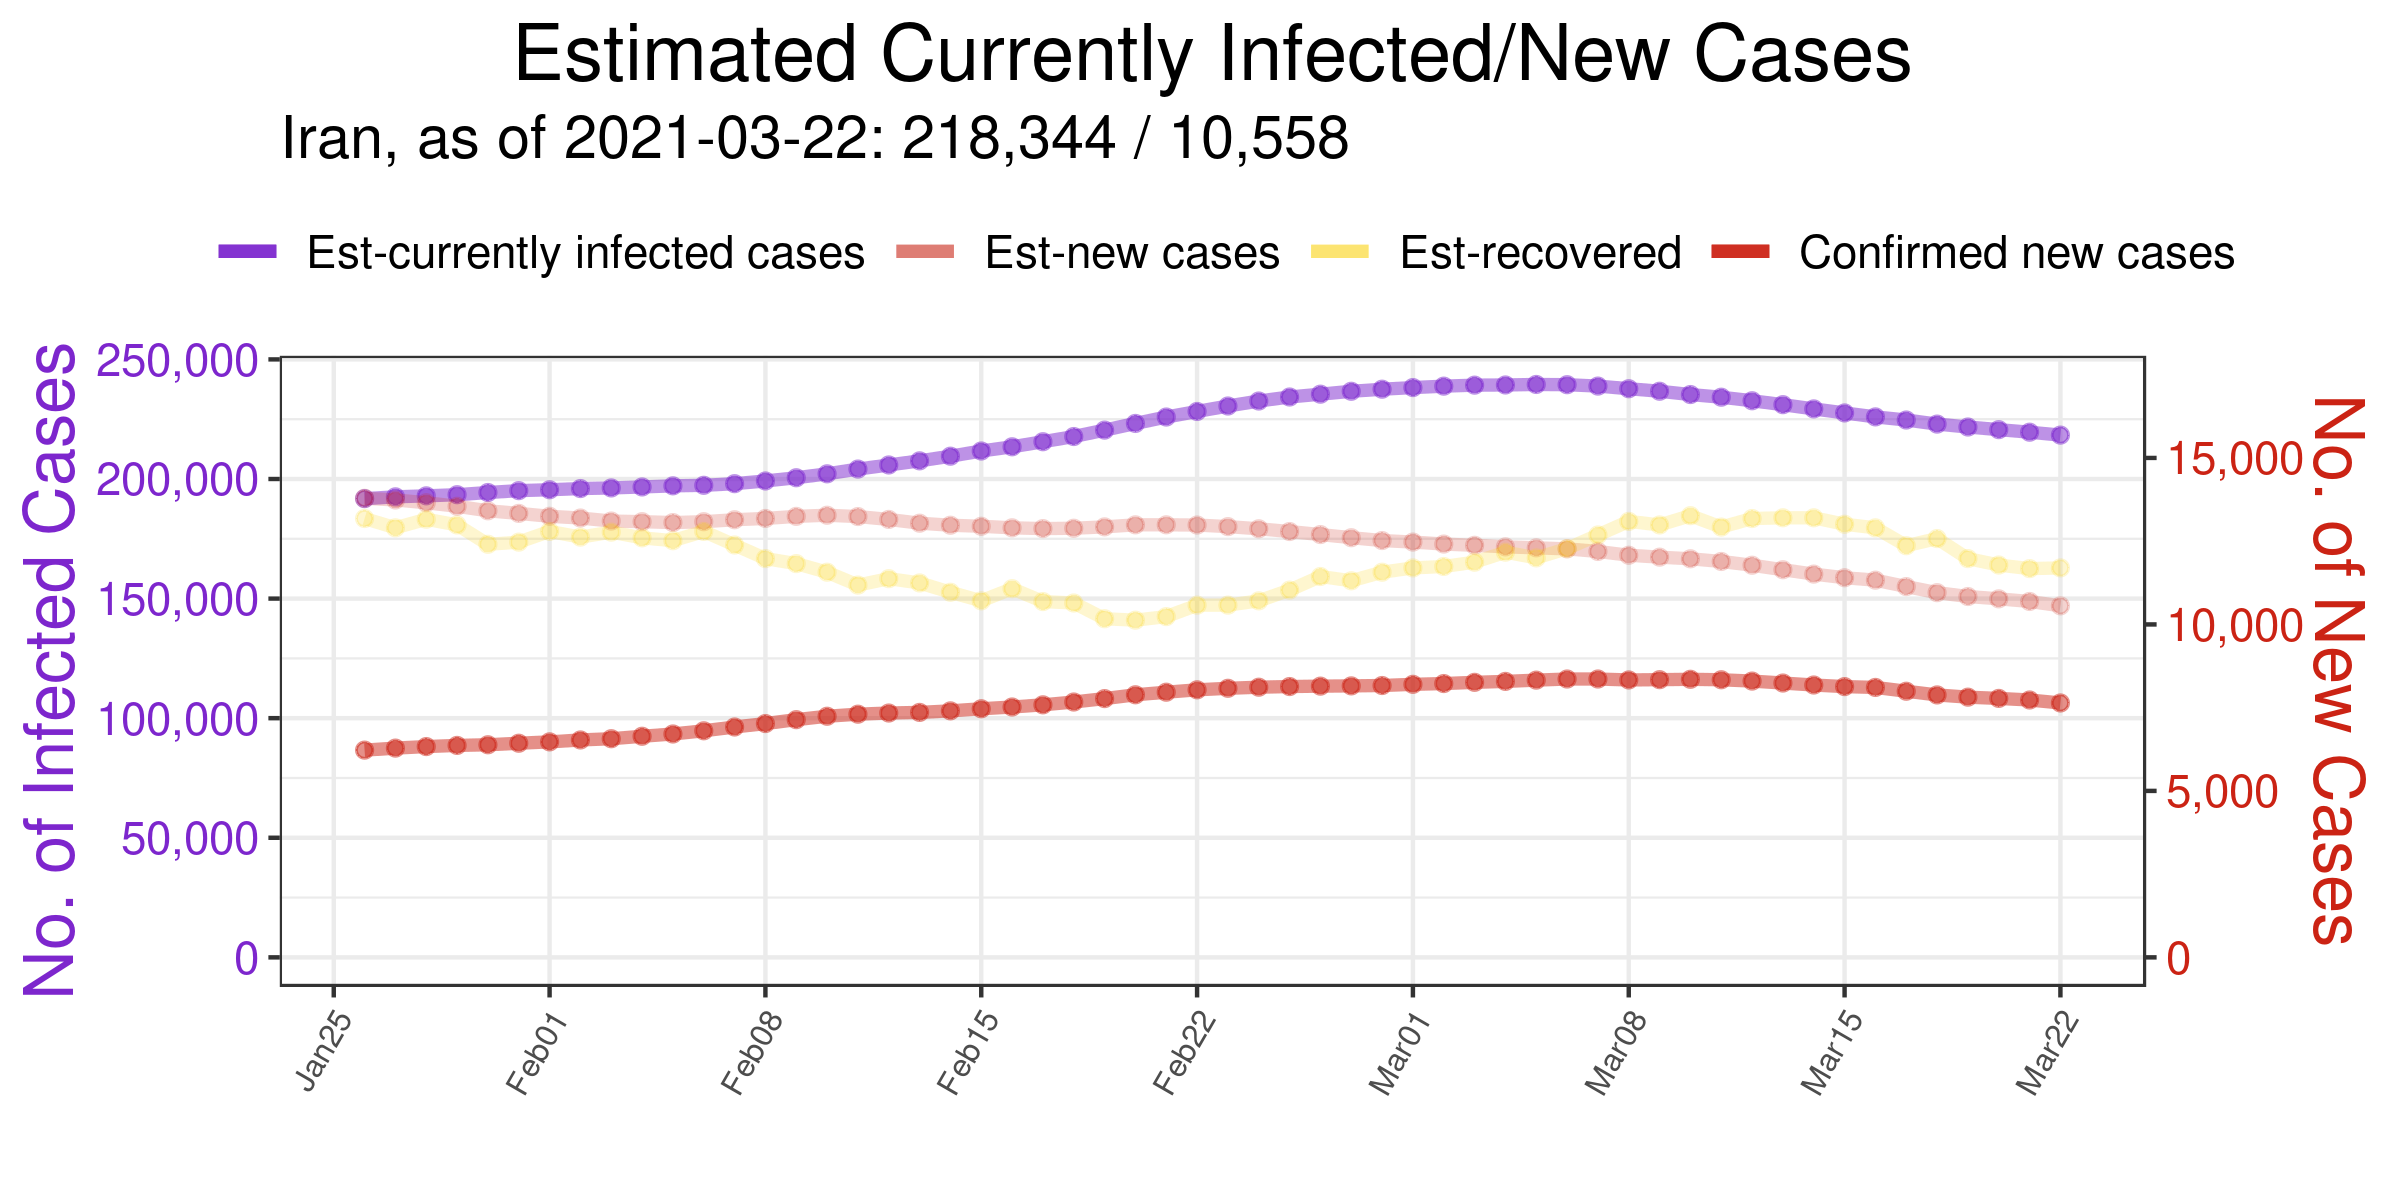 Estimated Currently Infected/New Cases
Iran, as of 2021-03-22: 218,344 / 10,558
Est-currently infected cases Est-new cases Est-recovered Confirmed new cases
No. of Infected Cases
250,000
200,000
150,000
100,000
50,000
0
15,000
10,000
5,000
0
No. of New Cases
Jan25 Feb01 Feb08 Feb15 Feb22 Mar01 Mar08 Mar15 Mar22